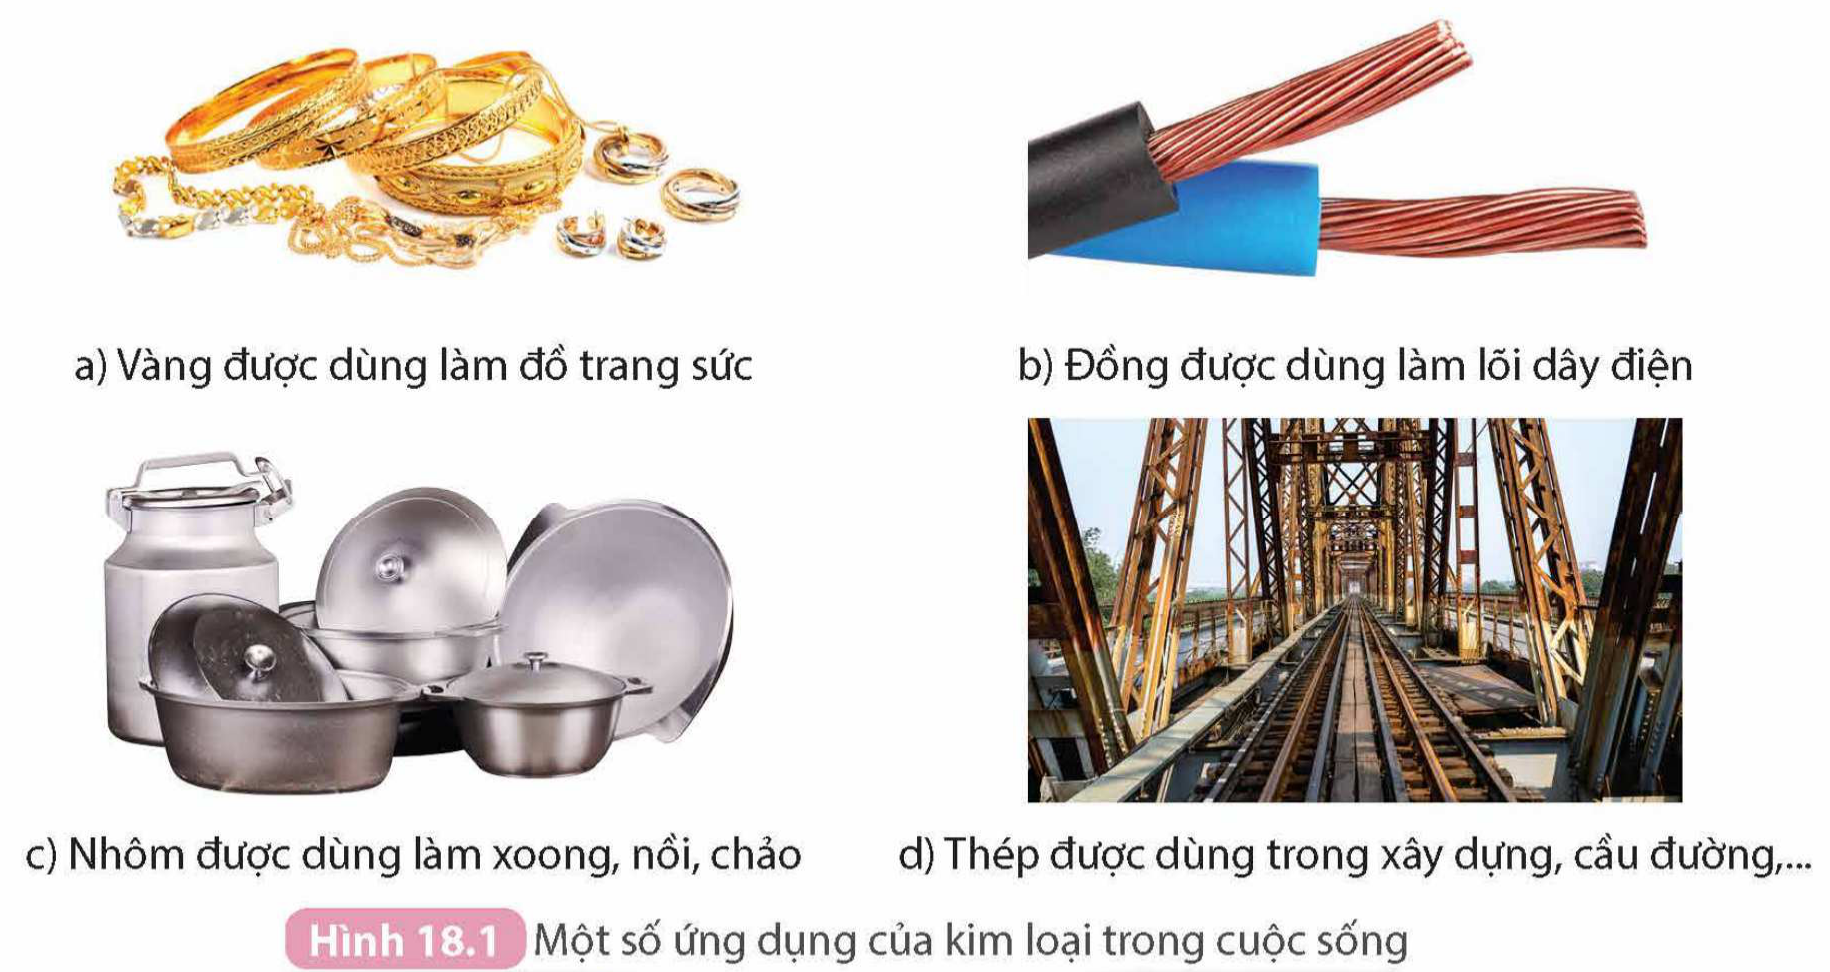 a) Vàng được dùng làm đồ trang sức
b) Đồng được dùng làm lõi dây điện
c) Nhôm được dùng làm xoong, nồi, chảo
d) Thép được dùng trong xây dựng, cầu đường,...
Hình 18.1 Một số ứng dụng của kim loại trong cuộc sống